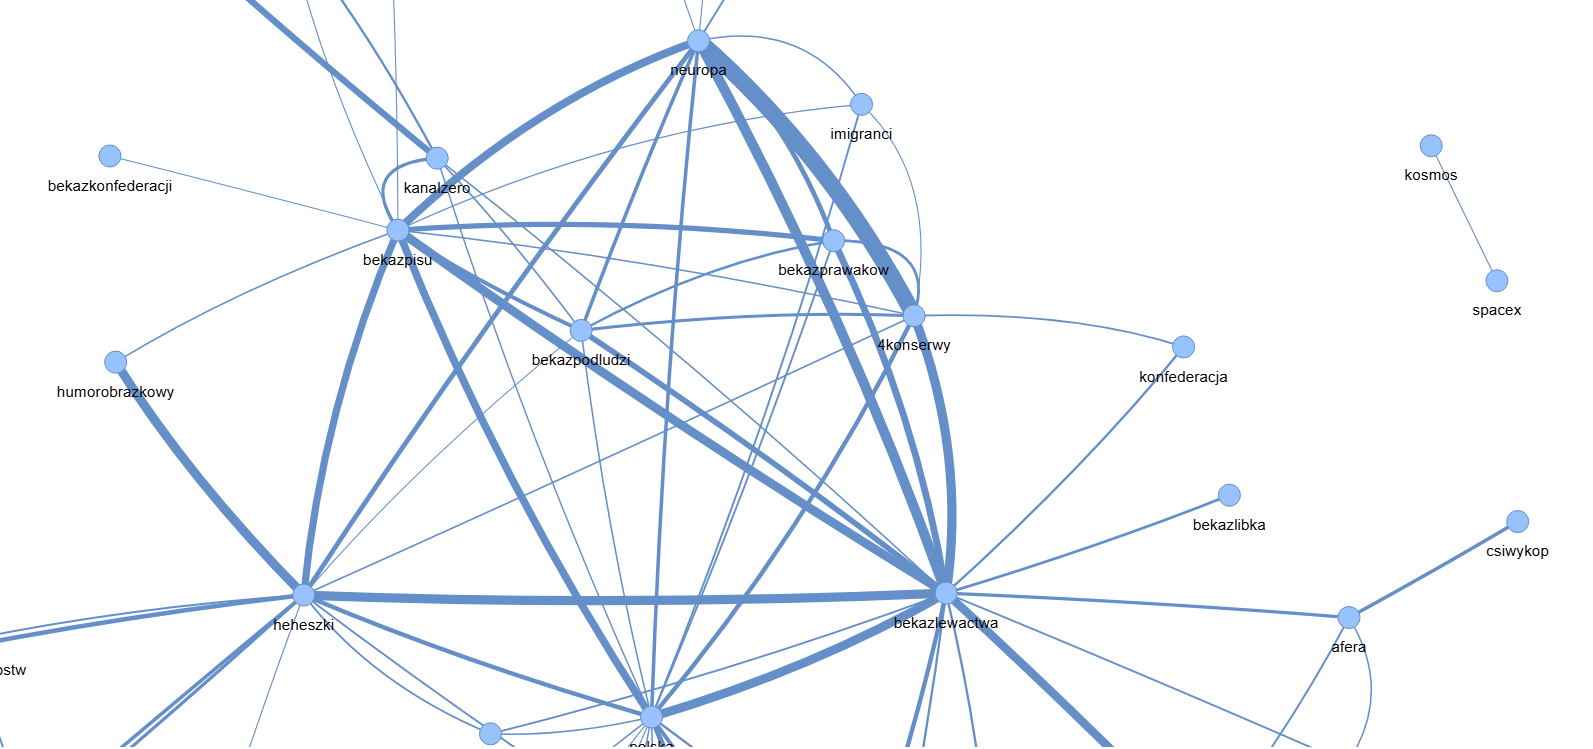 neuropa
imigranci
bekazkonfederacji
kanalzero
kosmos
bekazpisu
bekazprawakow
spacex
4konserwy
bekazpodludzi
konfederacja
humorobrazkowy
bekazlibka
csiwykop
heheszki
bekazlewactwa
afera
ostw
polska